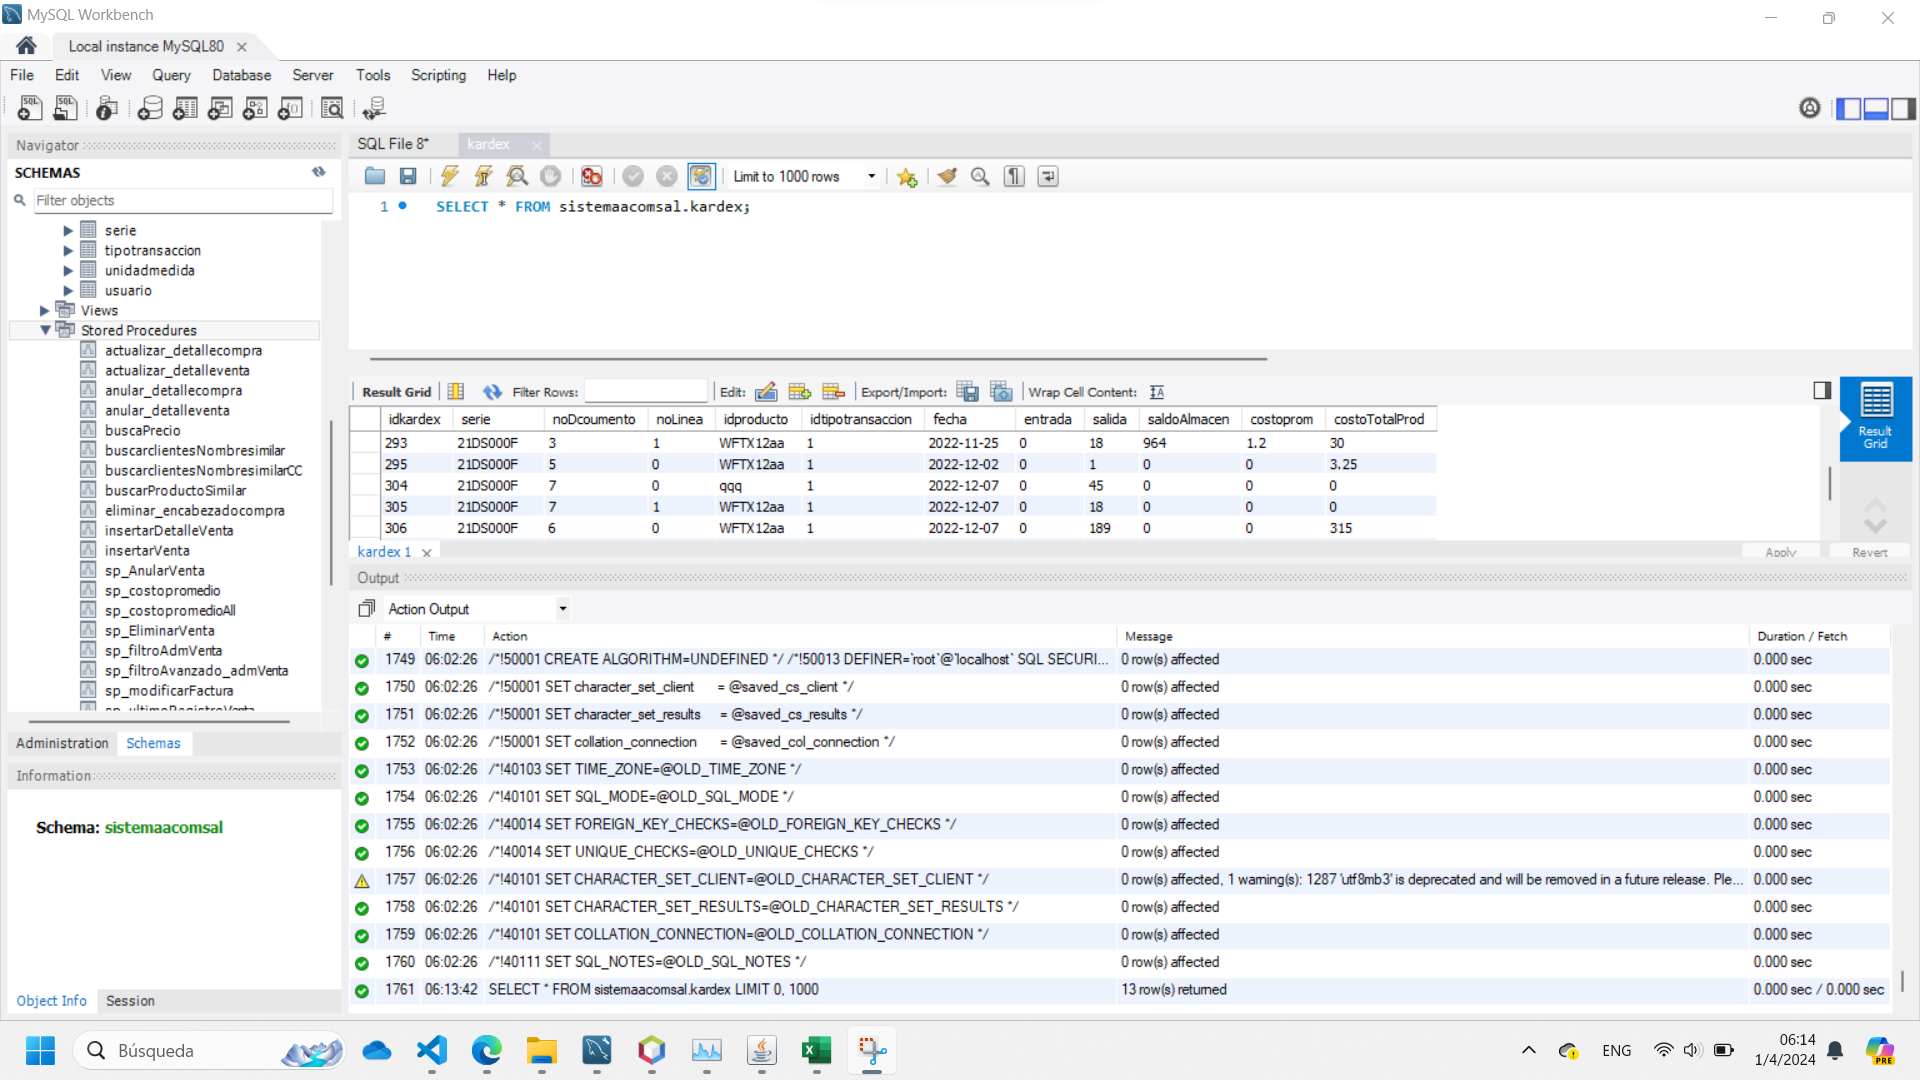 MySQL Workbench
Local instance MySQL80
File Edit View Query Database Server Tools Scripting Help
Navigator
SCHEMAS
Filter objects
serie
tipotransaccion
unidadmedida
usuario
Views
Stored Procedures
actualizar_detallecompra
actualizar_detalleventa
anular_detallecompra
anular_detalleventa
buscaPrecio
buscarclientesNombresimilar
buscarclientesNombresimilarCC
buscarProductoSimilar
eliminar_encabezadocompra
insertarDetalleVenta
insertarVenta
sp_AnularVenta
sp_costopromedio
sp_costopromedioAll
sp_EliminarVenta
sp_filtroAdmVenta
sp_filtroAvanzado_admVenta
sp_modificarFactura
sp_ultimoRegistroVenta
Administration Schemas
Information
Schema: sistemaacomsal
Object Info Session
SQL File 8* kardex
Limit to 1000 rows
1 SELECT * FROM sistemaacomsal.kardex;
Result Grid Filter Rows: Edit: Export/Import: Wrap Cell Content:
idkardex serie noDcoumento noLinea idproducto idtipotransaccion fecha entrada salida saldoAlmacen costoprom costoTotalProd
293 21DS000F 3 1 WFTX12aa 1 2022-11-25 0 18 964 1.2 30
295 21DS000F 5 0 WFTX12aa 1 2022-12-02 0 1 0 0 3.25
304 21DS000F 7 0 qqq 1 2022-12-07 0 45 0 0 0
305 21DS000F 7 1 WFTX12aa 1 2022-12-07 0 18 0 0 0
306 21DS000F 6 0 WFTX12aa 1 2022-12-07 0 189 0 0 315
Result
Grid
kardex 1
Apply Revert
Output
Action Output
# Time Action Message Duration / Fetch
1749 06:02:26 /*!50001 CREATE ALGORITHM=UNDEFINED */ /*!50013 DEFINER=`root`@`localhost` SQL SECURI... 0 row(s) affected 0.000 sec
1750 06:02:26 /*!50001 SET character_set_client = @saved_cs_client */ 0 row(s) affected 0.000 sec
1751 06:02:26 /*!50001 SET character_set_results = @saved_cs_results */ 0 row(s) affected 0.000 sec
1752 06:02:26 /*!50001 SET collation_connection = @saved_col_connection */ 0 row(s) affected 0.000 sec
1753 06:02:26 /*!40103 SET TIME_ZONE=@OLD_TIME_ZONE */ 0 row(s) affected 0.000 sec
1754 06:02:26 /*!40101 SET SQL_MODE=@OLD_SQL_MODE */ 0 row(s) affected 0.000 sec
1755 06:02:26 /*!40014 SET FOREIGN_KEY_CHECKS=@OLD_FOREIGN_KEY_CHECKS */ 0 row(s) affected 0.000 sec
1756 06:02:26 /*!40014 SET UNIQUE_CHECKS=@OLD_UNIQUE_CHECKS */ 0 row(s) affected 0.000 sec
1757 06:02:26 /*!40101 SET CHARACTER_SET_CLIENT=@OLD_CHARACTER_SET_CLIENT */ 0 row(s) affected, 1 warning(s): 1287 'utf8mb3' is deprecated and will be removed in a future release. Ple... 0.000 sec
1758 06:02:26 /*!40101 SET CHARACTER_SET_RESULTS=@OLD_CHARACTER_SET_RESULTS */ 0 row(s) affected 0.000 sec
1759 06:02:26 /*!40101 SET COLLATION_CONNECTION=@OLD_COLLATION_CONNECTION */ 0 row(s) affected 0.000 sec
1760 06:02:26 /*!40111 SET SQL_NOTES=@OLD_SQL_NOTES */ 0 row(s) affected 0.000 sec
1761 06:13:42 SELECT * FROM sistemaacomsal.kardex LIMIT 0, 1000 13 row(s) returned 0.000 sec / 0.000 sec
Búsqueda
ENG
06:14
1/4/2024
PRE